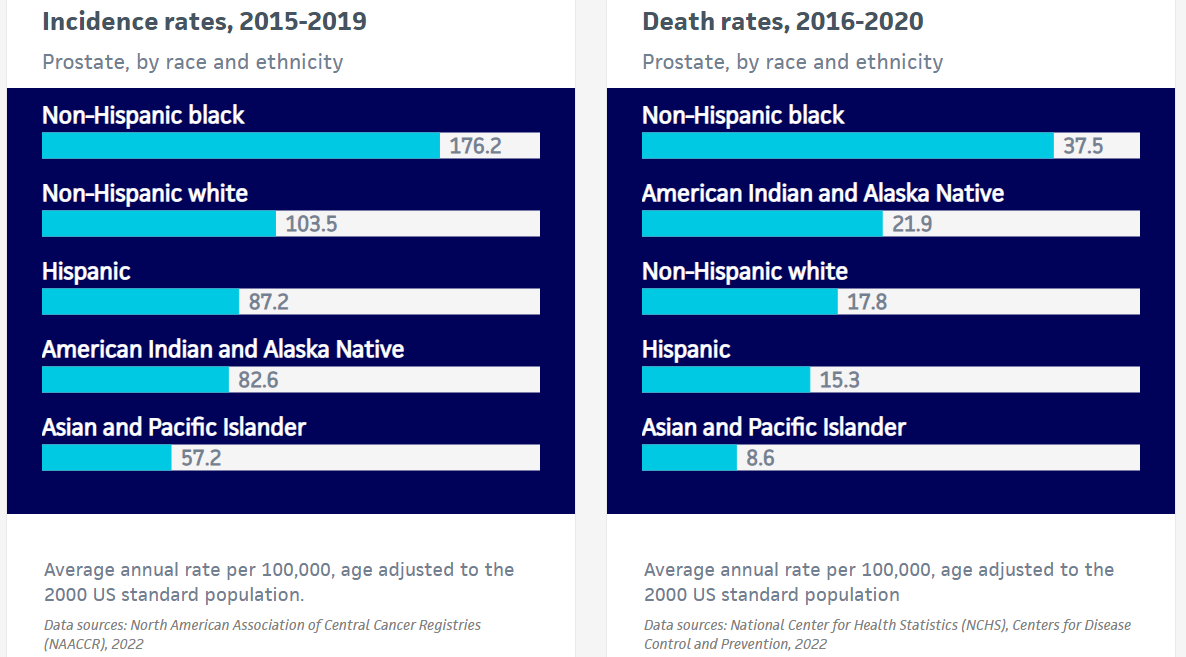 Incidence rates, 2015-2019
Prostate, by race and ethnicity
Non-Hispanic black
176.2
Non-Hispanic white
103.5
Hispanic
87.2
American Indian and Alaska Native
82.6
Asian and Pacific Islander
57.2
Average annual rate per 100,000, age adjusted to the
2000 US standard population.
Data sources: North American Association of Central Cancer Registries
(NAACCR), 2022
Death rates, 2016-2020
Prostate, by race and ethnicity
Non-Hispanic black
37.5
American Indian and Alaska Native
21.9
Non-Hispanic white
17.8
Hispanic
15.3
Asian and Pacific Islander
8.6
Average annual rate per 100,000, age adjusted to the
2000 US standard population
Data sources: National Center for Health Statistics (NCHS), Centers for Disease
Control and Prevention, 2022